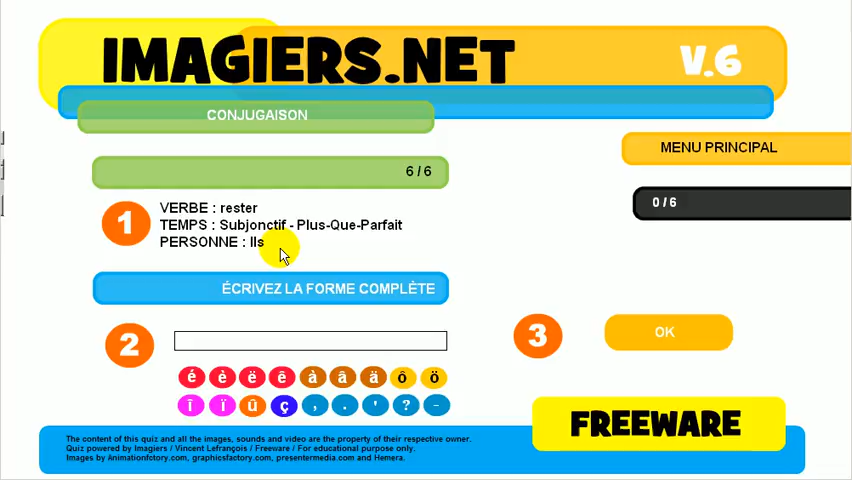 IMAGIERS.NET
V.6
CONJUGAISON
MENU PRINCIPAL
6 / 6
0 / 6
1
VERBE : rester
TEMPS : Subjonctif - Plus-Que-Parfait
PERSONNE : Ils
ÉCRIVEZ LA FORME COMPLÈTE
2
3
OK
é è ë ê à â ä ô ö
î ï û ç , . ' ? -
FREEWARE
The content of this quiz and all the images, sounds and video are the property of their respective owner.
Quiz powered by Imagiers / Vincent Lefrançois / Freeware / For educational purpose only.
Images by Animationfctory.com, graphicsfactory.com, presentermedia.com and Hemera.